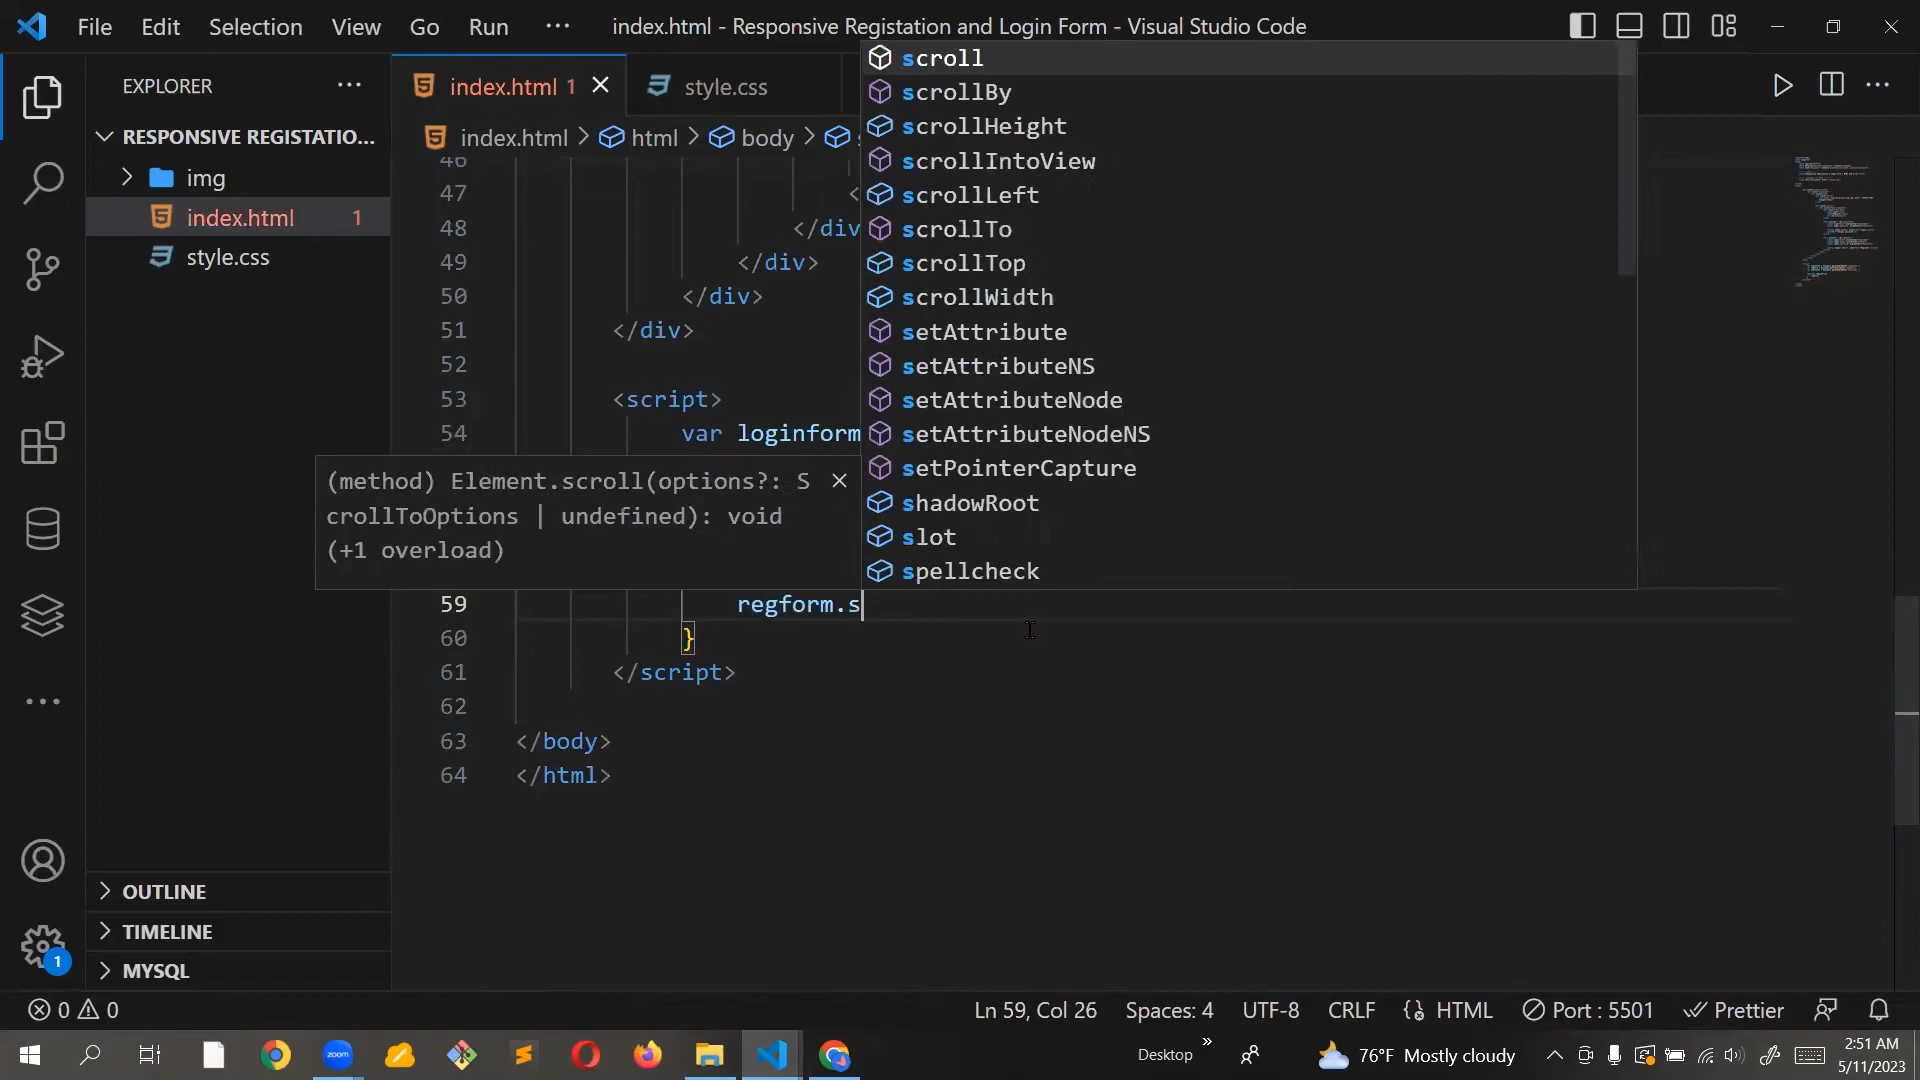 File Edit Selection View Go Run ··· index.html - Responsive Registation and Login Form - Visual Studio Code
EXPLORER ···
RESPONSIVE REGISTATIO...
img
index.html 1
style.css
OUTLINE
TIMELINE
MYSQL
index.html 1 style.css
index.html > html > body >
46
47 <
48 </div
49 </div>
50 </div>
51 </div>
52
53 <script>
54 var loginform
(method) Element.scroll(options?: S
crollToOptions | undefined): void
(+1 overload)
scroll
scrollBy
scrollHeight
scrollIntoView
scrollLeft
scrollTo
scrollTop
scrollWidth
setAttribute
setAttributeNS
setAttributeNode
setAttributeNodeNS
setPointerCapture
shadowRoot
slot
spellcheck
59 regform.s
60 }
61 </script>
62
63 </body>
64 </html>
1
0 0 Ln 59, Col 26 Spaces: 4 UTF-8 CRLF HTML Port : 5501 Prettier
zoom Desktop » 76°F Mostly cloudy 2:51 AM
5/11/2023